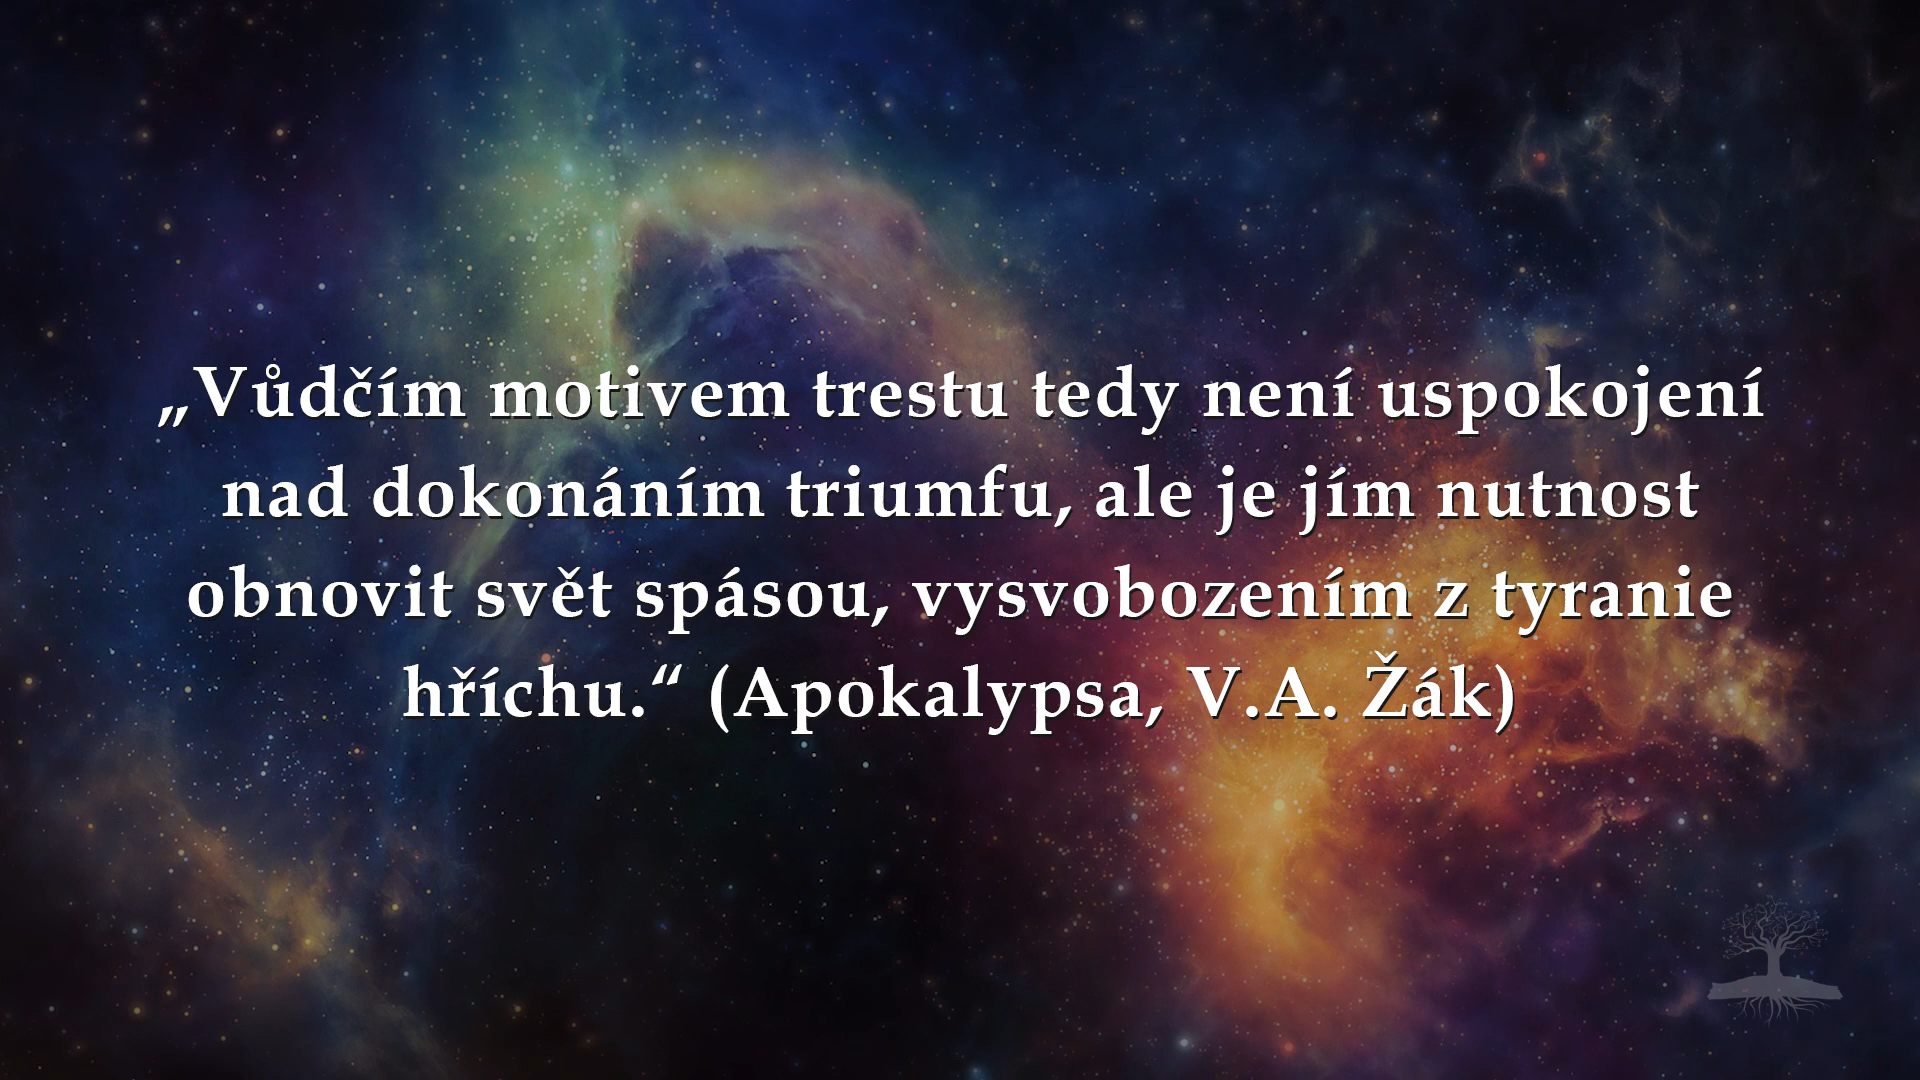 „Vůdčím motivem trestu tedy není uspokojení
nad dokonáním triumfu, ale je jím nutnost
obnovit svět spásou, vysvobozením z tyranie
hříchu.“ (Apokalypsa, V.A. Žák)